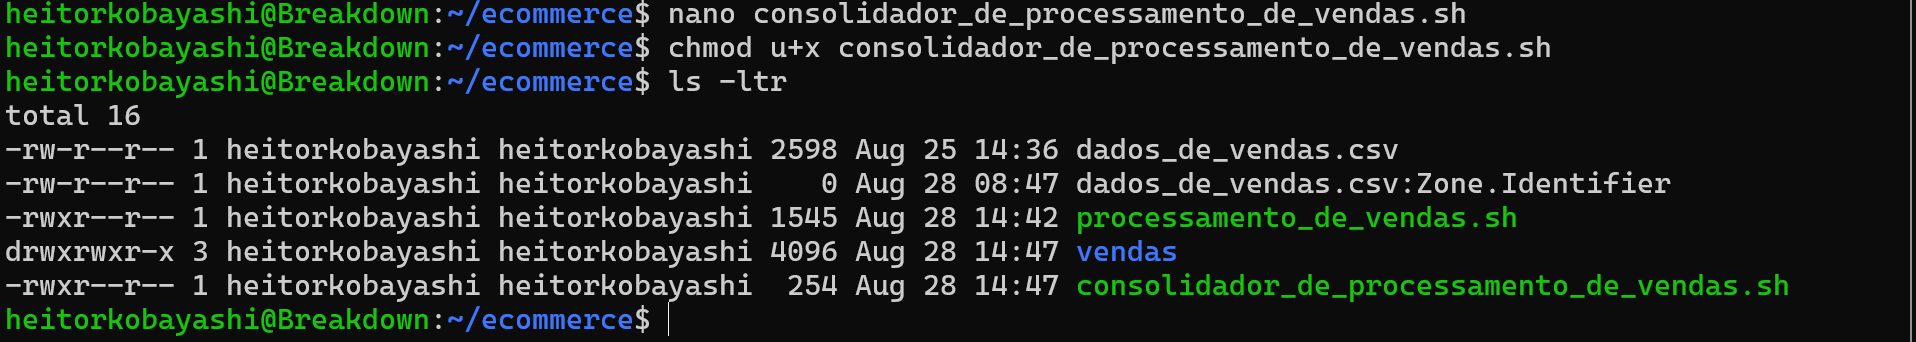 heitorkobayashi@Breakdown:~/ecommerce$ nano consolidador_de_processamento_de_vendas.sh
heitorkobayashi@Breakdown:~/ecommerce$ chmod u+x consolidador_de_processamento_de_vendas.sh
heitorkobayashi@Breakdown:~/ecommerce$ ls -ltr
total 16
-rw-r--r-- 1 heitorkobayashi heitorkobayashi 2598 Aug 25 14:36 dados_de_vendas.csv
-rw-r--r-- 1 heitorkobayashi heitorkobayashi    0 Aug 28 08:47 dados_de_vendas.csv:Zone.Identifier
-rwxr--r-- 1 heitorkobayashi heitorkobayashi 1545 Aug 28 14:42 processamento_de_vendas.sh
drwxrwxr-x 3 heitorkobayashi heitorkobayashi 4096 Aug 28 14:47 vendas
-rwxr--r-- 1 heitorkobayashi heitorkobayashi  254 Aug 28 14:47 consolidador_de_processamento_de_vendas.sh
heitorkobayashi@Breakdown:~/ecommerce$